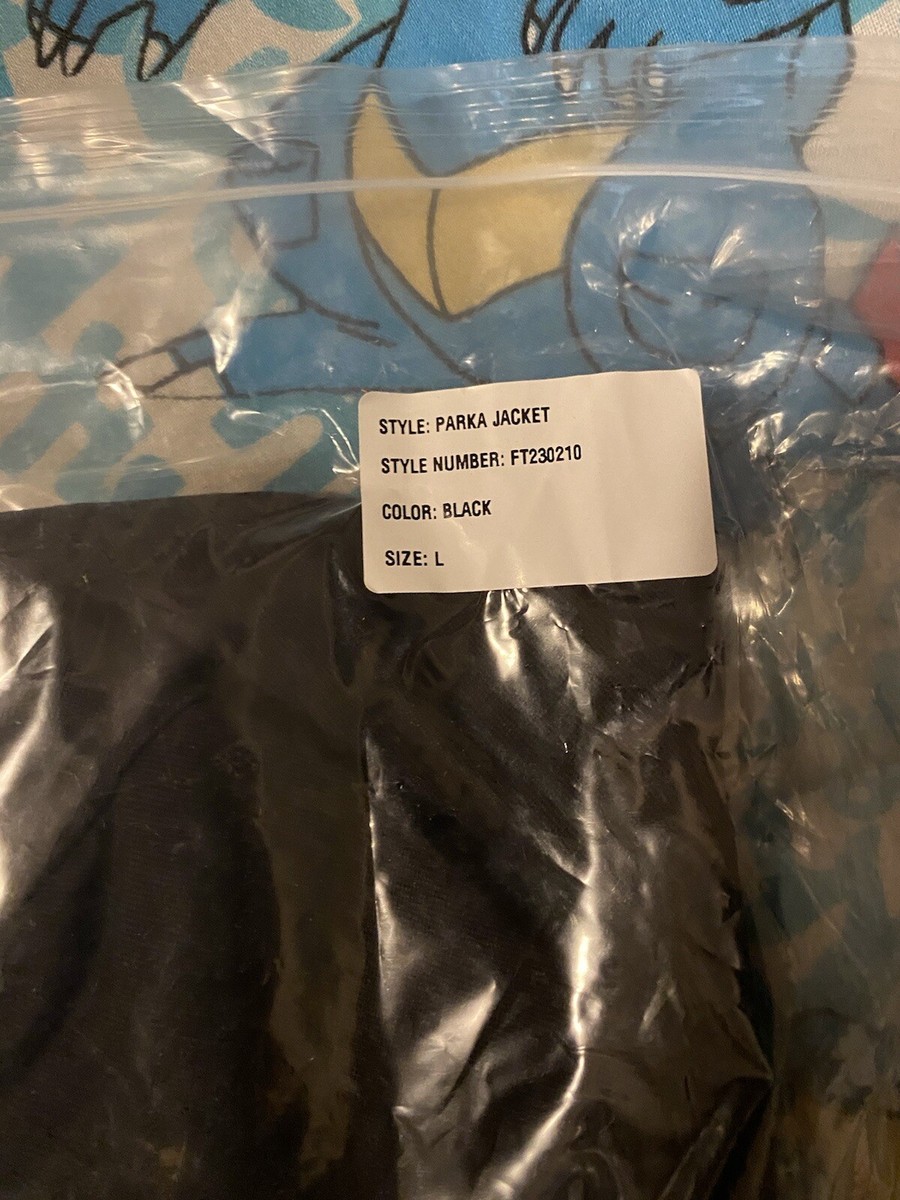 STYLE: PARKA JACKET
STYLE NUMBER: FT230210
COLOR: BLACK
SIZE: L